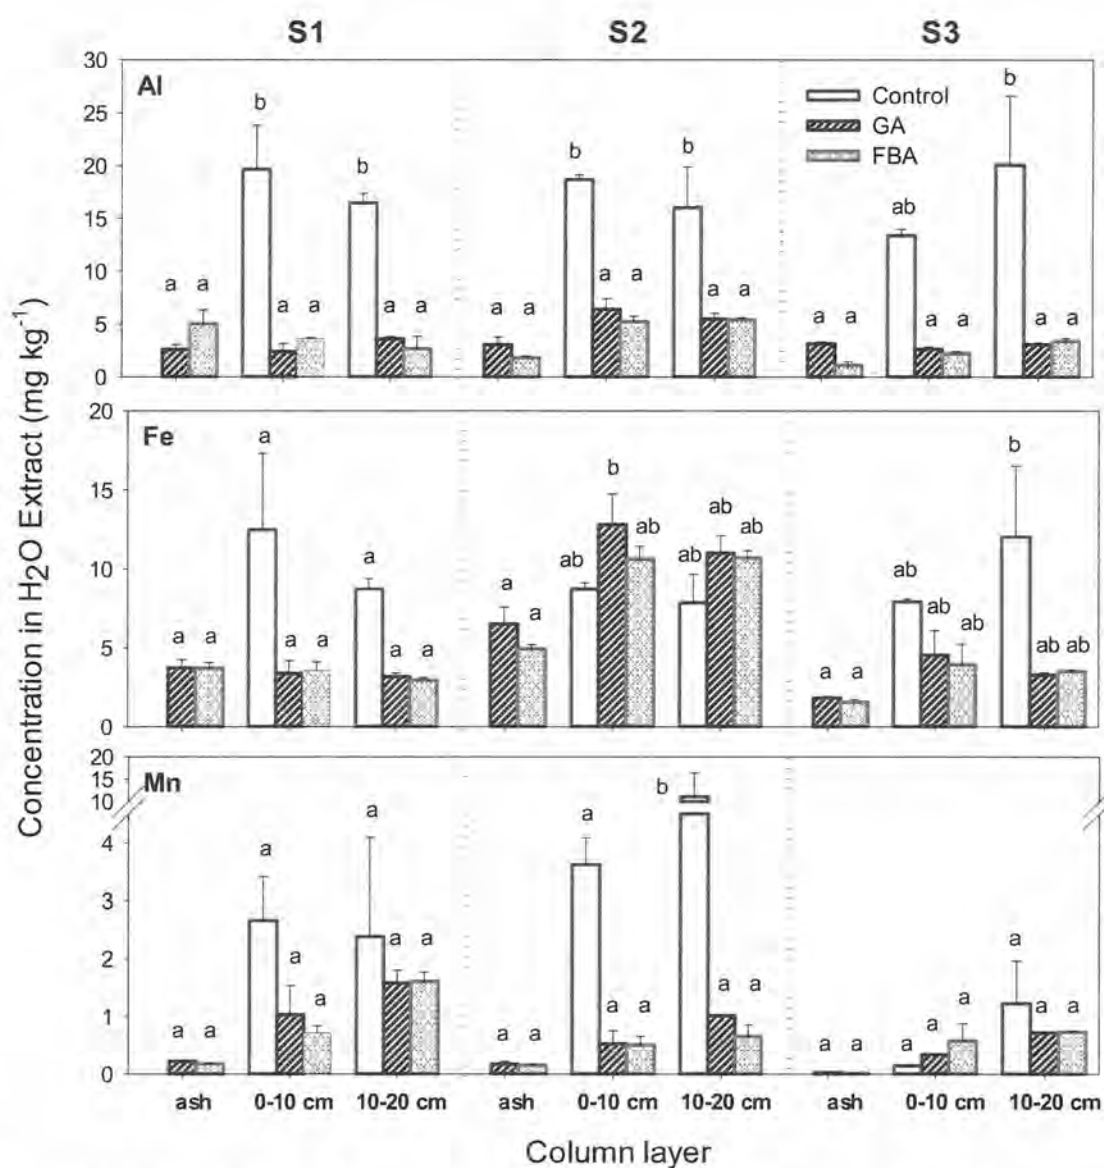 S1 S2 S3
Concentration in H2O Extract (mg kg-1)
Al
30
25
20
15
10
5
0
b
b
b
b
b
ab
a a
a a
a a
a a
a a
a a
a a
a a
a a
Control
GA
FBA
Fe
20
15
10
5
0
a
a
a a
a a
a a
a
a
ab
b
ab
ab
ab
ab
a a
ab
ab
ab
b
ab ab
Mn
20
15
10
4
3
2
1
0
a a
a
a
a
a
a a
a a
a
a a
b
a a
a a
a
a
a
a
a a
ash 0-10 cm 10-20 cm ash 0-10 cm 10-20 cm ash 0-10 cm 10-20 cm
Column layer